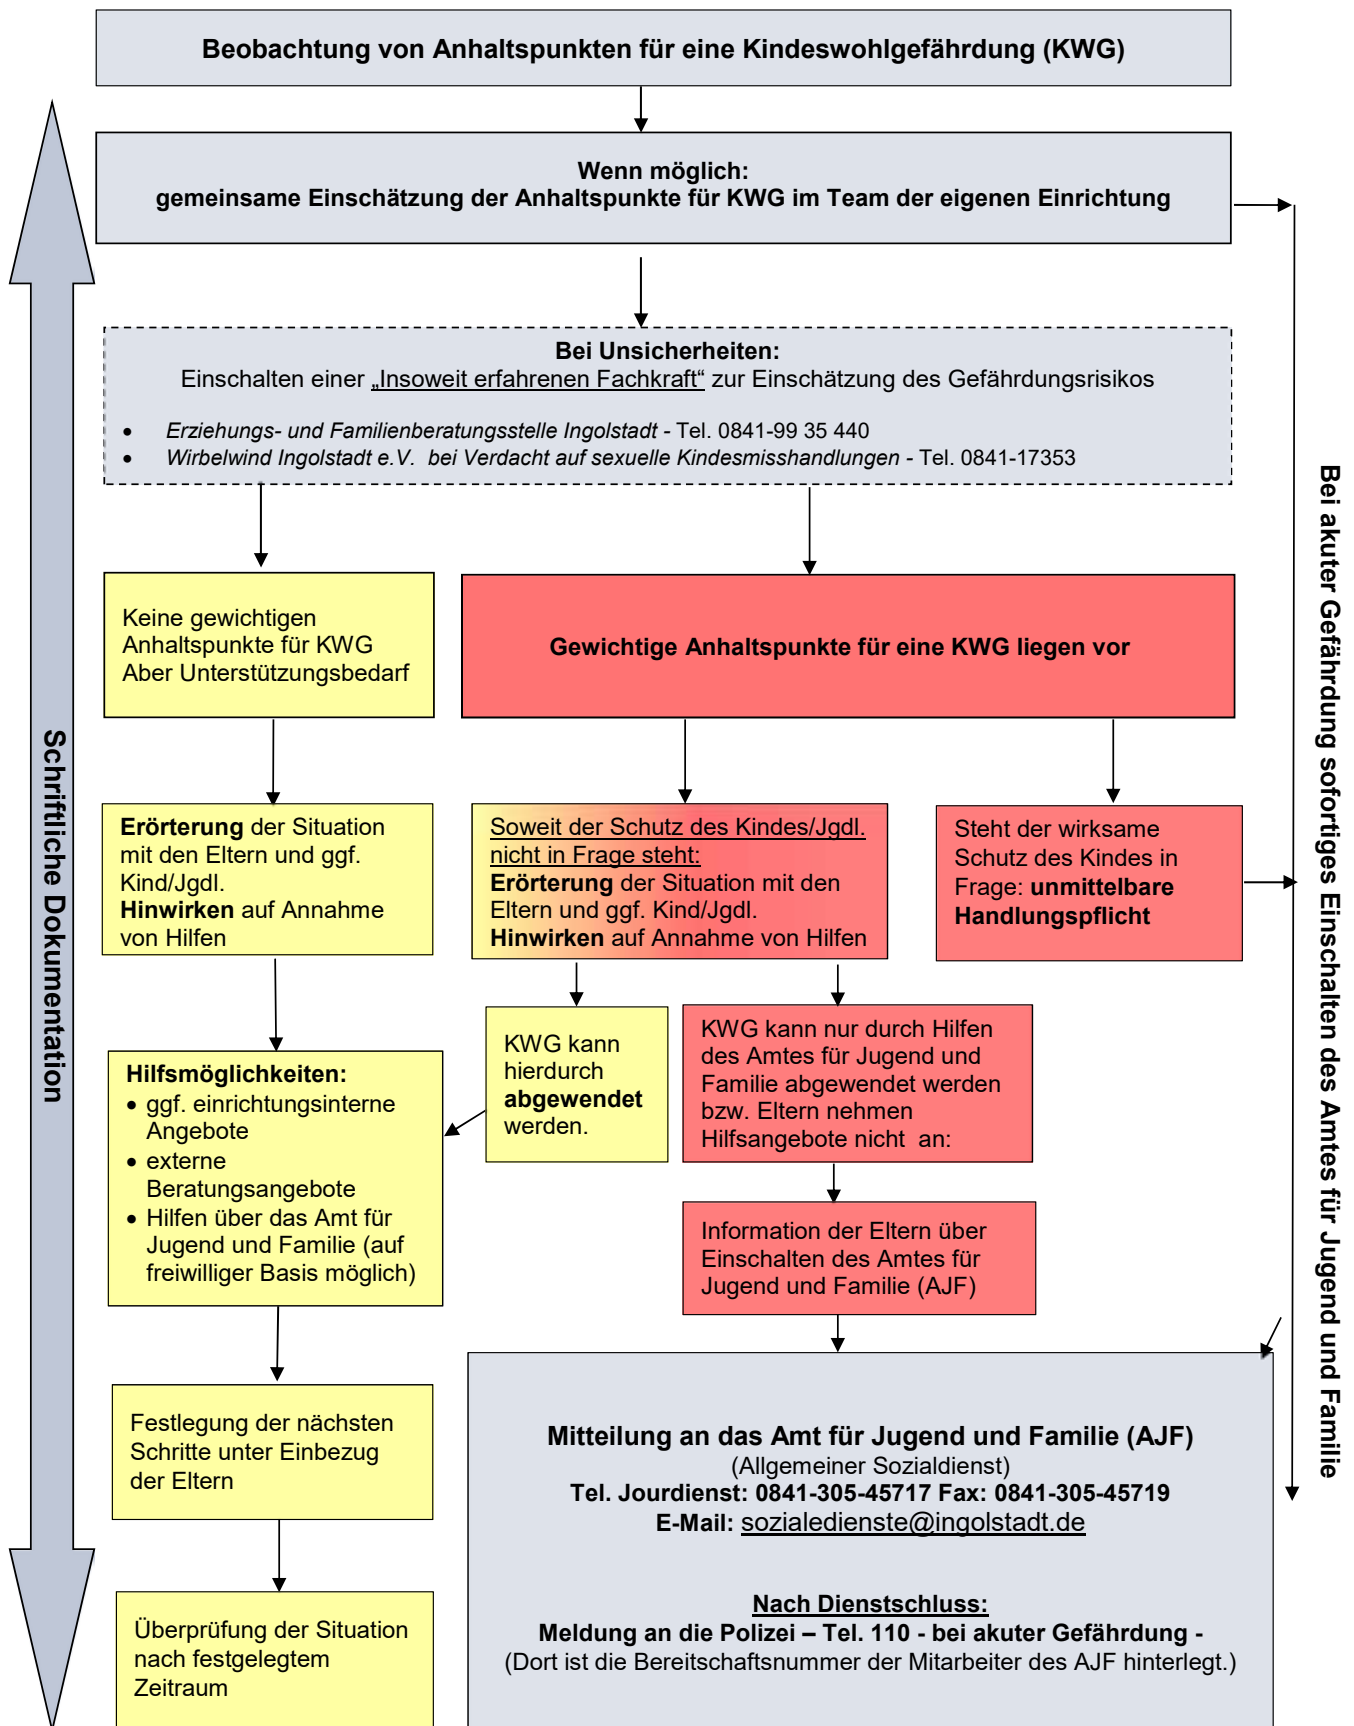 Beobachtung von Anhaltspunkten für eine Kindeswohlgefährdung (KWG)
Wenn möglich:
gemeinsame Einschätzung der Anhaltspunkte für KWG im Team der eigenen Einrichtung
Bei Unsicherheiten:
Einschalten einer „Insoweit erfahrenen Fachkraft“ zur Einschätzung des Gefährdungsrisikos
• Erziehungs- und Familienberatungsstelle Ingolstadt - Tel. 0841-99 35 440
• Wirbelwind Ingolstadt e.V. bei Verdacht auf sexuelle Kindesmisshandlungen - Tel. 0841-17353
Keine gewichtigen
Anhaltspunkte für KWG
Aber Unterstützungsbedarf
Gewichtige Anhaltspunkte für eine KWG liegen vor
Erörterung der Situation
mit den Eltern und ggf.
Kind/Jgdl.
Hinwirken auf Annahme
von Hilfen
Soweit der Schutz des Kindes/Jgdl.
nicht in Frage steht:
Erörterung der Situation mit den
Eltern und ggf. Kind/Jgdl.
Hinwirken auf Annahme von Hilfen
Steht der wirksame
Schutz des Kindes in
Frage: unmittelbare
Handlungspflicht
KWG kann
hierdurch
abgewendet
werden.
KWG kann nur durch Hilfen
des Amtes für Jugend und
Familie abgewendet werden
bzw. Eltern nehmen
Hilfsangebote nicht an:
Hilfsmöglichkeiten:
• ggf. einrichtungsinterne
Angebote
• externe
Beratungsangebote
• Hilfen über das Amt für
Jugend und Familie (auf
freiwilliger Basis möglich)
Information der Eltern über
Einschalten des Amtes für
Jugend und Familie (AJF)
Festlegung der nächsten
Schritte unter Einbezug
der Eltern
Überprüfung der Situation
nach festgelegtem
Zeitraum
Mitteilung an das Amt für Jugend und Familie (AJF)
(Allgemeiner Sozialdienst)
Tel. Jourdienst: 0841-305-45717 Fax: 0841-305-45719
E-Mail: sozialedienste@ingolstadt.de
Nach Dienstschluss:
Meldung an die Polizei – Tel. 110 - bei akuter Gefährdung -
(Dort ist die Bereitschaftsnummer der Mitarbeiter des AJF hinterlegt.)
Schriftliche Dokumentation
Bei akuter Gefährdung sofortiges Einschalten des Amtes für Jugend und Familie